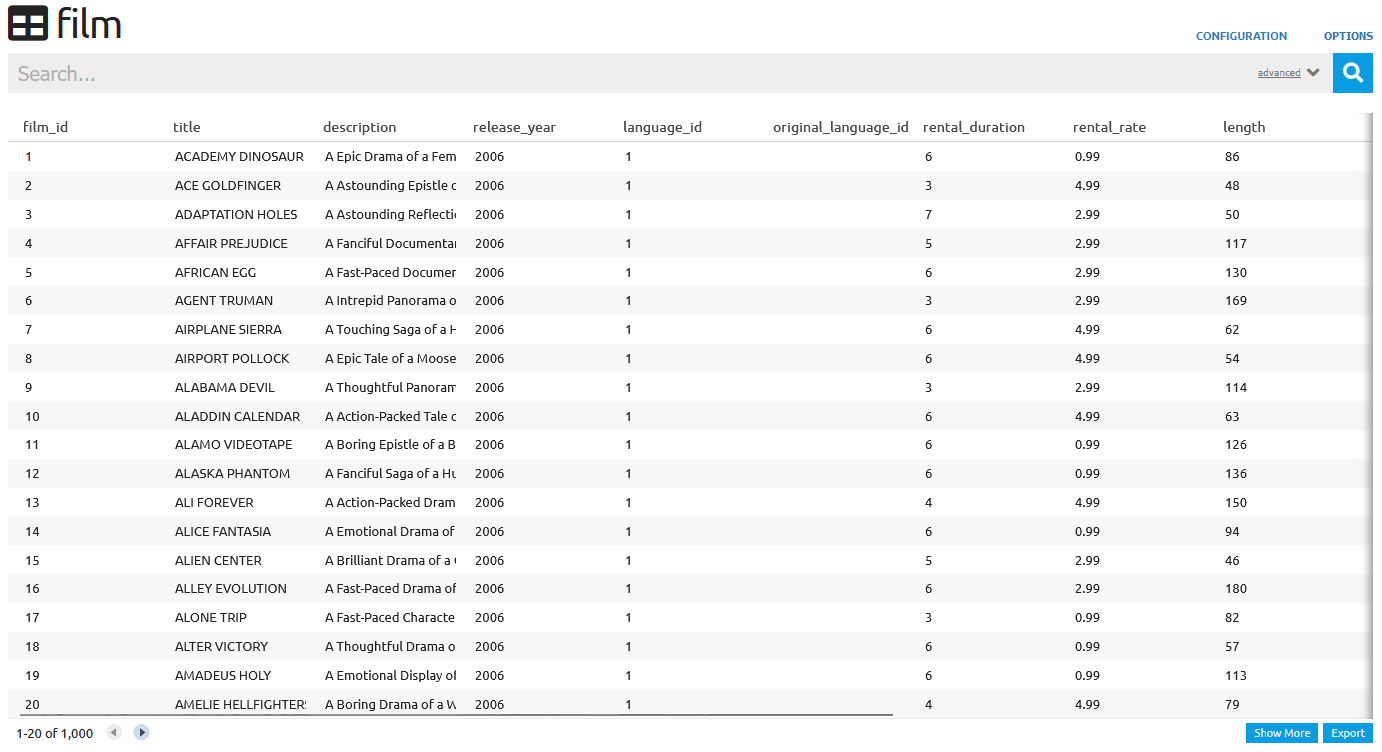 film
CONFIGURATION OPTIONS
Search... advanced
film_id title description release_year language_id original_language_id rental_duration rental_rate length
1 ACADEMY DINOSAUR A Epic Drama of a Fem 2006 1 6 0.99 86
2 ACE GOLDFINGER A Astounding Epistle c 2006 1 3 4.99 48
3 ADAPTATION HOLES A Astounding Reflecti 2006 1 7 2.99 50
4 AFFAIR PREJUDICE A Fanciful Documentar 2006 1 5 2.99 117
5 AFRICAN EGG A Fast-Paced Documer 2006 1 6 2.99 130
6 AGENT TRUMAN A Intrepid Panorama o 2006 1 3 2.99 169
7 AIRPLANE SIERRA A Touching Saga of a H 2006 1 6 4.99 62
8 AIRPORT POLLOCK A Epic Tale of a Moose 2006 1 6 4.99 54
9 ALABAMA DEVIL A Thoughtful Panoram 2006 1 3 2.99 114
10 ALADDIN CALENDAR A Action-Packed Tale c 2006 1 6 4.99 63
11 ALAMO VIDEOTAPE A Boring Epistle of a B 2006 1 6 0.99 126
12 ALASKA PHANTOM A Fanciful Saga of a Hu 2006 1 6 0.99 136
13 ALI FOREVER A Action-Packed Dram 2006 1 4 4.99 150
14 ALICE FANTASIA A Emotional Drama of 2006 1 6 0.99 94
15 ALIEN CENTER A Brilliant Drama of a 2006 1 5 2.99 46
16 ALLEY EVOLUTION A Fast-Paced Drama of 2006 1 6 2.99 180
17 ALONE TRIP A Fast-Paced Characte 2006 1 3 0.99 82
18 ALTER VICTORY A Thoughtful Drama o 2006 1 6 0.99 57
19 AMADEUS HOLY A Emotional Display of 2006 1 6 0.99 113
20 AMELIE HELLFIGHTERS A Boring Drama of a W 2006 1 4 4.99 79
1-20 of 1,000 Show More Export